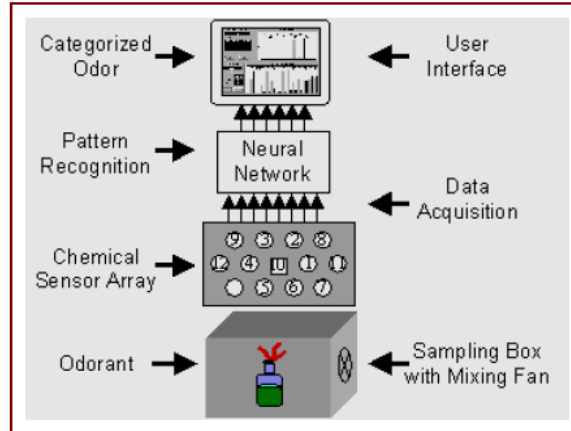 Categorized
Odor
User
Interface
Pattern
Recognition
Neural
Network
Data
Acquisition
Chemical
Sensor Array
9 3 2 8
12 4 10 1 11
5 6 7
Odorant
Sampling Box
with Mixing Fan